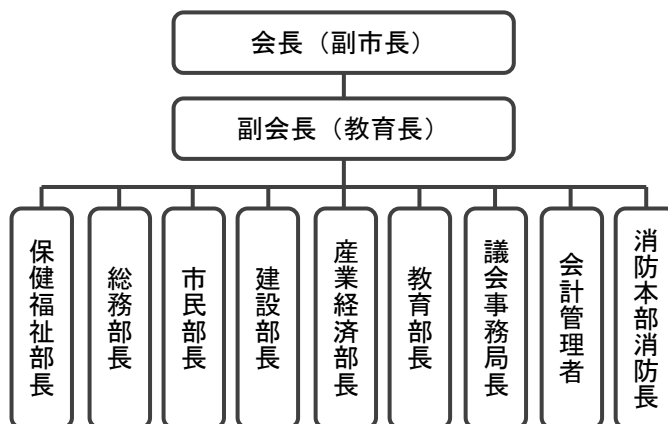 会長（副市長）
副会長（教育長）
保健福祉部長
総務部長
市民部長
建設部長
産業経済部長
教育部長
議会事務局長
会計管理者
消防本部消防長